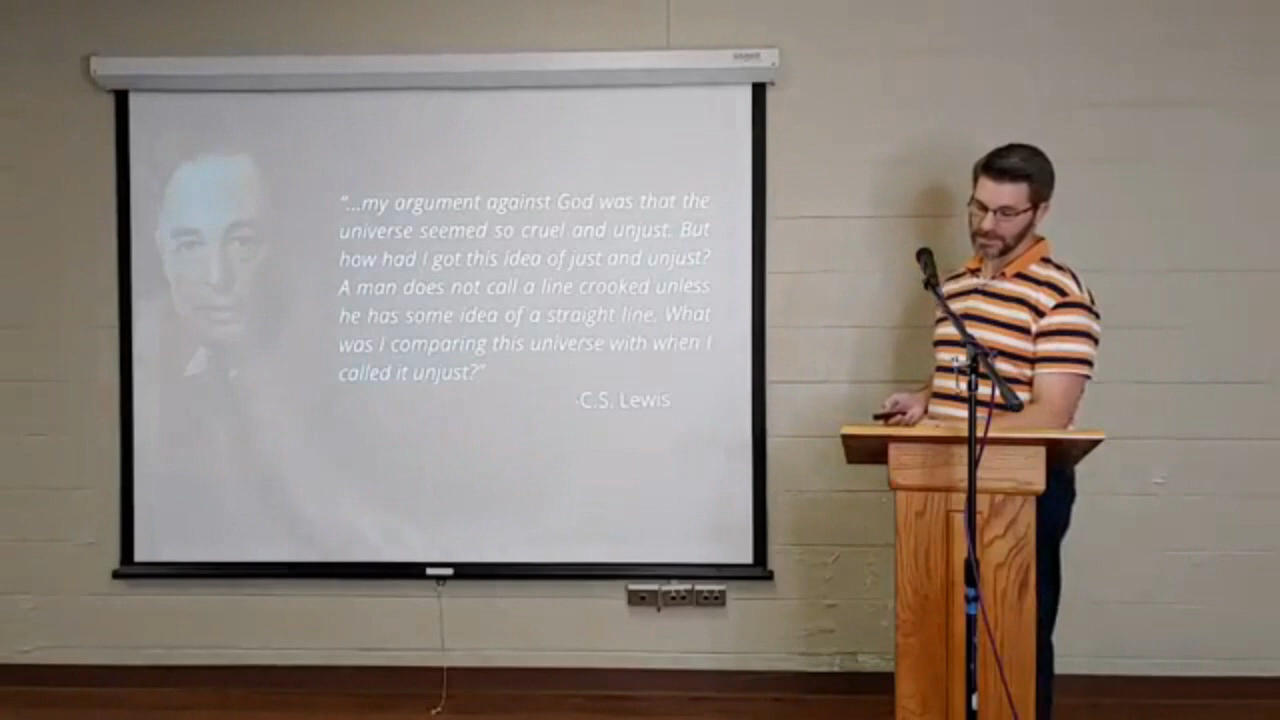 “...my argument against God was that the
universe seemed so cruel and unjust. But
how had I got this idea of just and unjust?
A man does not call a line crooked unless
he has some idea of a straight line. What
was I comparing this universe with when I
called it unjust?”
-C.S. Lewis